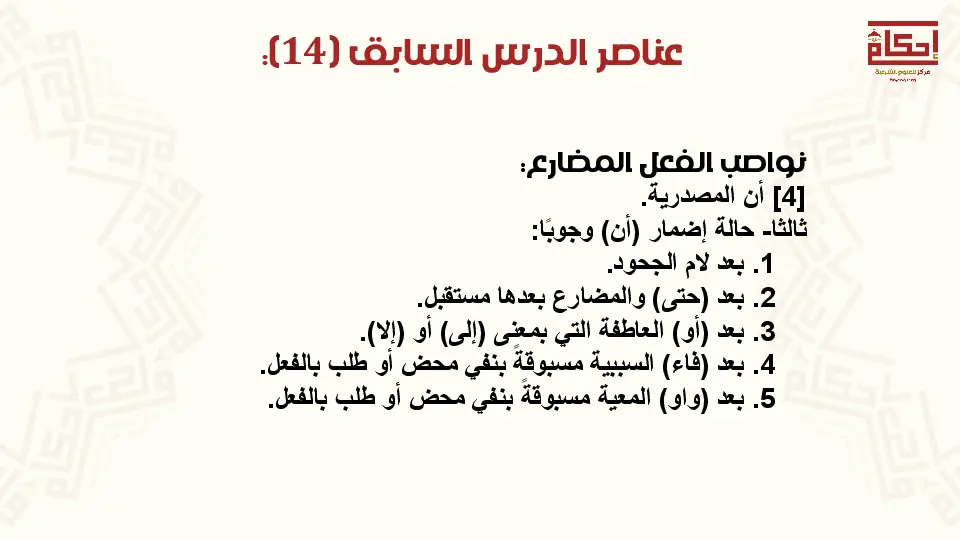 عناصر الدرس السابق (14):
إحكام
مركز للعلوم الشرعية
نواصب الفعل المضارع:
[4] أن المصدرية.
ثالثا- حالة إضمار (أن) وجوبًا:
1. بعد لام الجحود.
2. بعد (حتى) والمضارع بعدها مستقبل.
3. بعد (أو) العاطفة التي بمعنى (إلى) أو (إلا).
4. بعد (فاء) السببية مسبوقةً بنفي محض أو طلب بالفعل.
5. بعد (واو) المعية مسبوقةً بنفي محض أو طلب بالفعل.